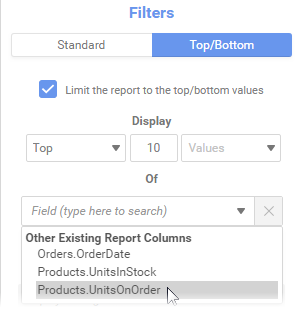 Filters
Standard
Top/Bottom
Limit the report to the top/bottom values
Display
Top
10
Values
Of
Field (type here to search)
Other Existing Report Columns
Orders.OrderDate
Products.UnitsInStock
Products.UnitsOnOrder